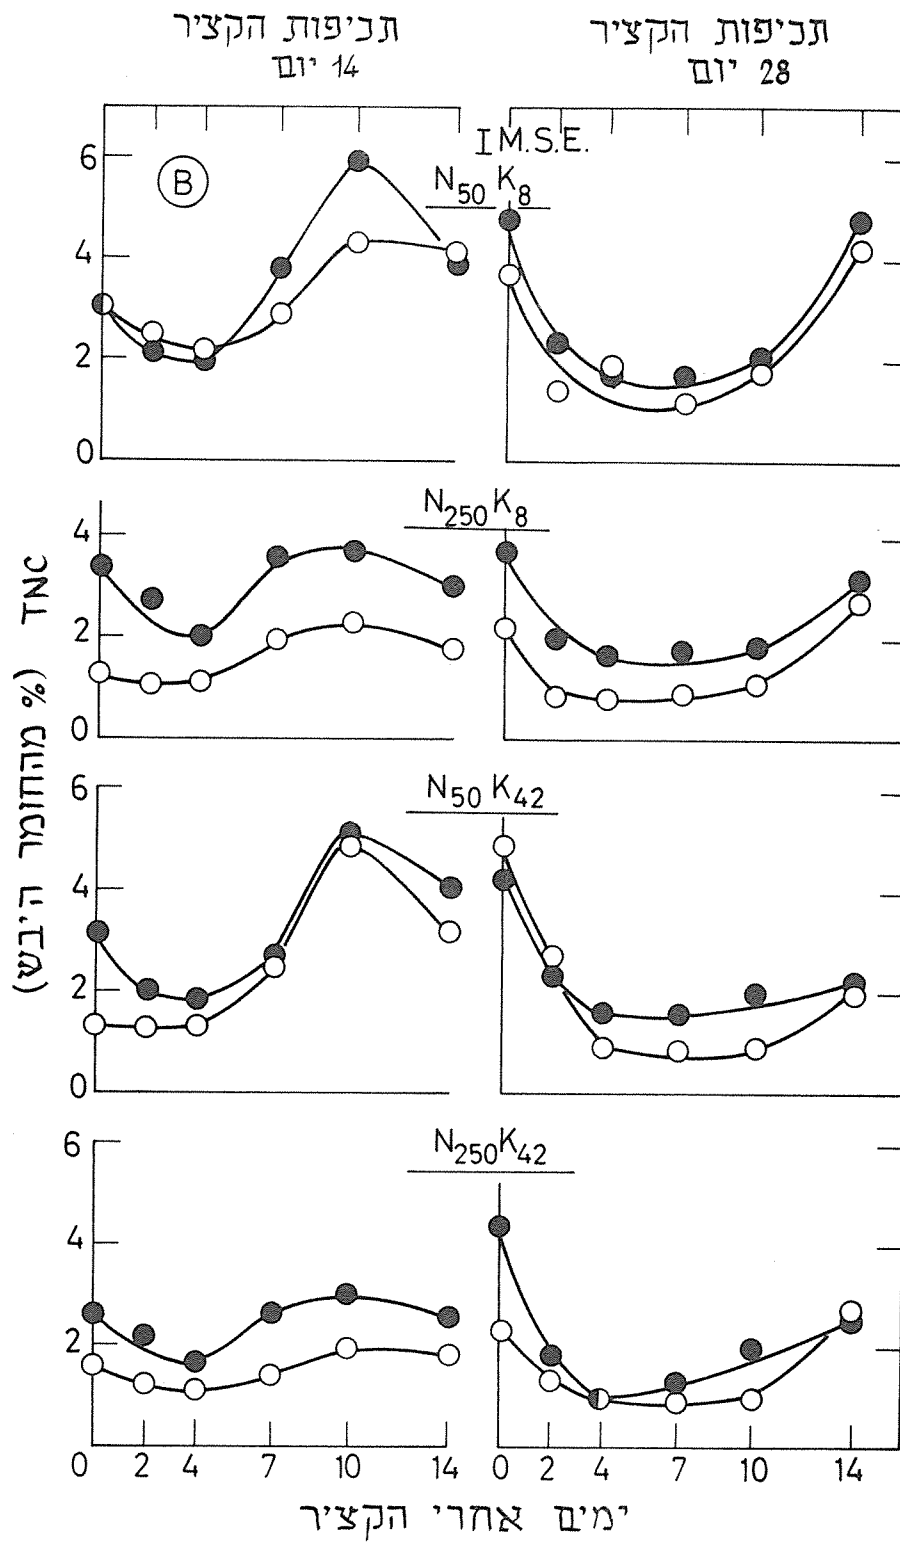 תכיפות הקציר
14 יום
תכיפות הקציר
28 יום
I M.S.E.
B
N50 K8
6
4
2
0
N250 K8
4
2
0
TNC (% מהחומר היבש)
N50 K42
6
4
2
0
N250K42
6
4
2
0 2 4 7 10 14
0 2 4 7 10 14
ימים אחרי הקציר